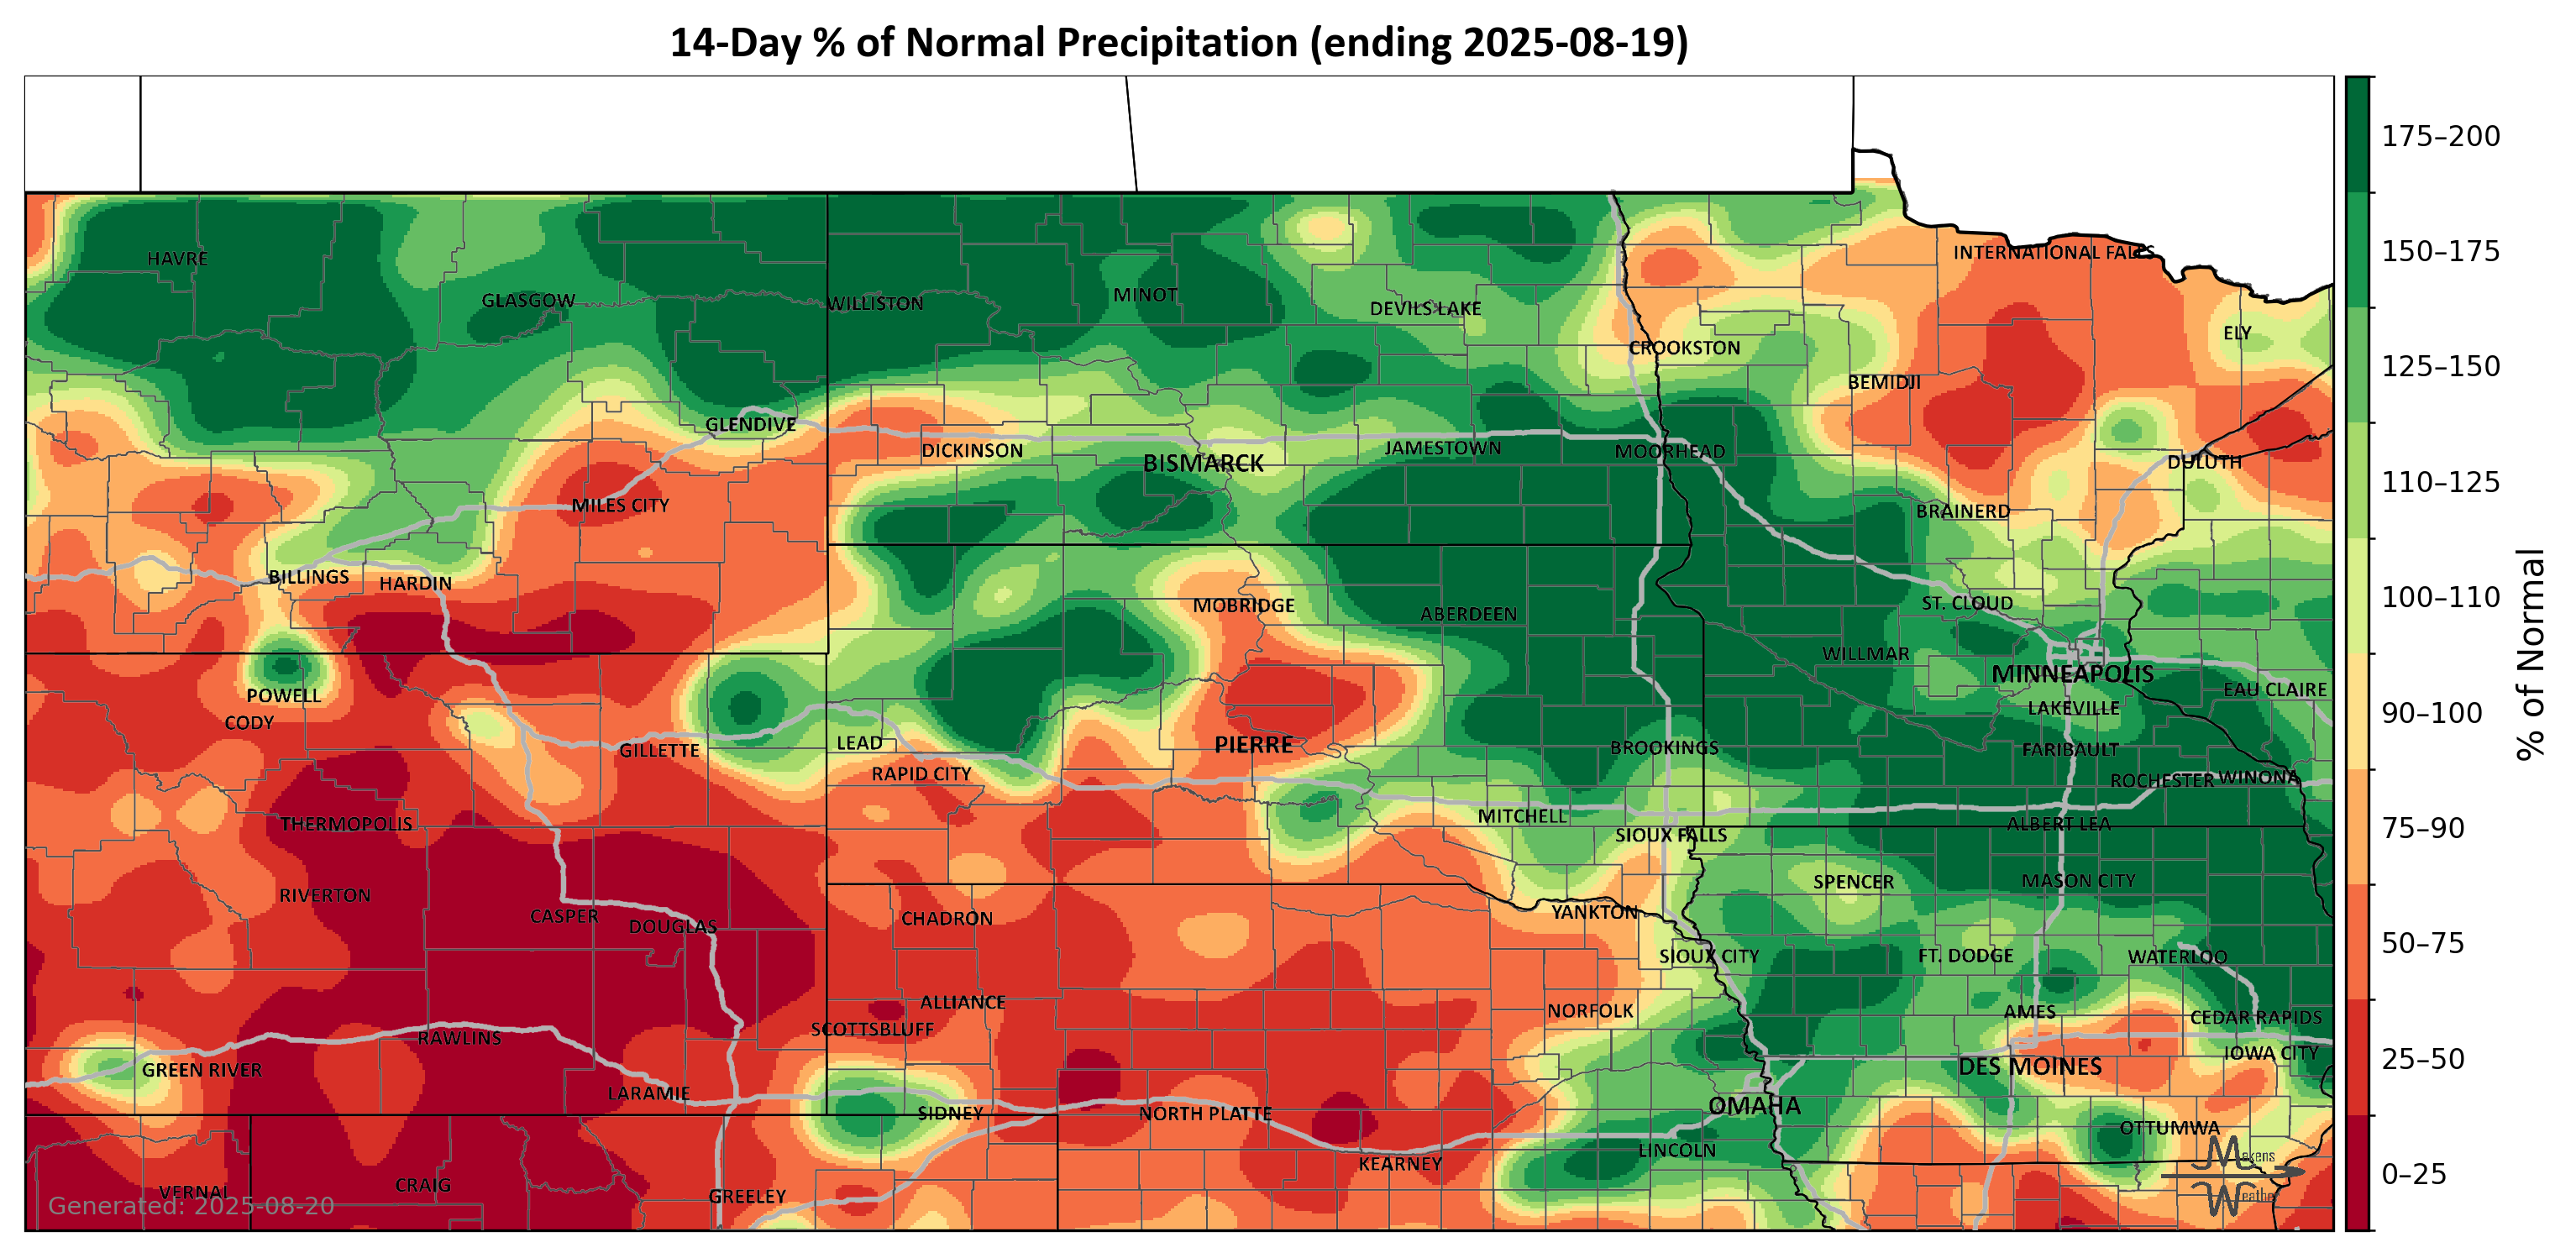 14-Day % of Normal Precipitation (ending 2025-08-19)
175–200
INTERNATIONAL FALLS
150–175
HAVRE
GLASGOW
WILLISTON
MINOT
DEVILS LAKE
ELY
CROOKSTON
125–150
BEMIDJI
GLENDIVE
DICKINSON
BISMARCK
JAMESTOWN
MOORHEAD
DULUTH
110–125
MILES CITY
BRAINERD
BILLINGS
HARDIN
MOBRIDGE
ABERDEEN
ST. CLOUD
100–110
WILLMAR
MINNEAPOLIS
% of Normal
POWELL
EAU CLAIRE
CODY
LAKEVILLE
90–100
GILLETTE
LEAD
PIERRE
BROOKINGS
FARIBAULT
RAPID CITY
ROCHESTER
WINONA
THERMOPOLIS
MITCHELL
SIOUX FALLS
ALBERT LEA
75–90
RIVERTON
SPENCER
MASON CITY
CASPER
DOUGLAS
CHADRON
YANKTON
50–75
SIOUX CITY
FT. DODGE
WATERLOO
ALLIANCE
NORFOLK
AMES
CEDAR RAPIDS
SCOTTSBLUFF
RAWLINS
IOWA CITY
25–50
GREEN RIVER
DES MOINES
LARAMIE
SIDNEY
NORTH PLATTE
OMAHA
OTTUMWA
KEARNEY
LINCOLN
Makens
Weather
0–25
VERNAL
CRAIG
GREELEY
Generated: 2025-08-20